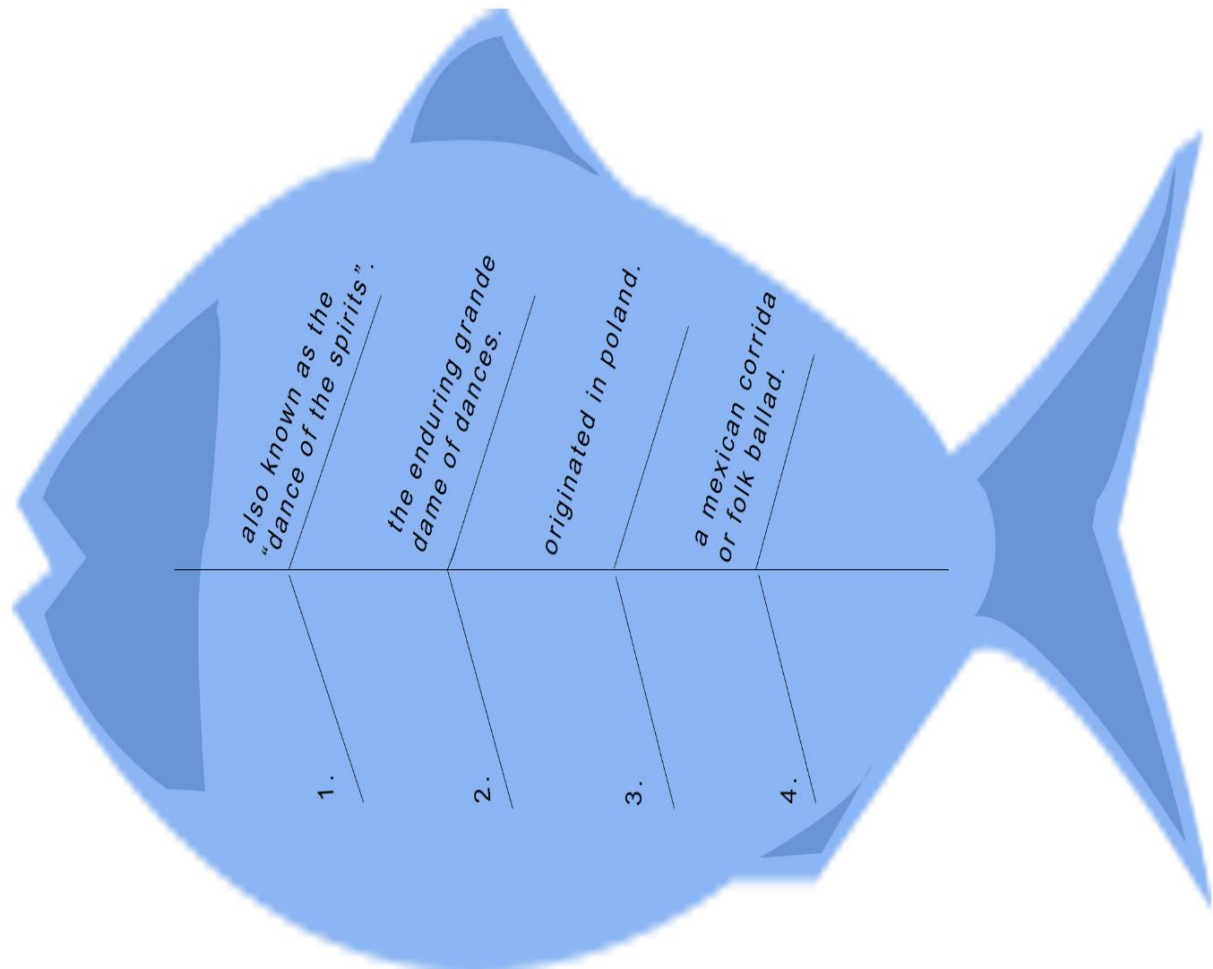 also known as the
“dance of the spirits”.
1.
the enduring grande
dame of dances.
2.
originated in poland.
3.
a mexican corrida
or folk ballad.
4.